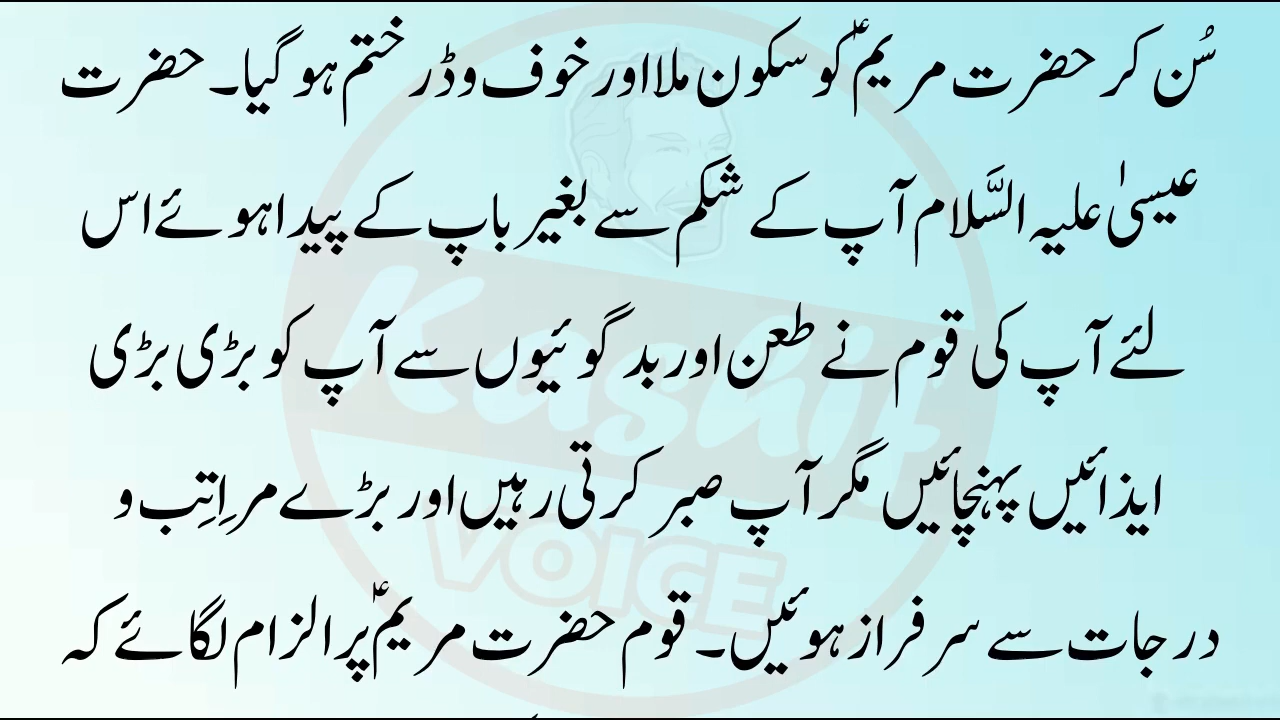 سُن کر حضرت مریمؑ کو سکون ملا اور خوف و ڈر ختم ہو گیا۔ حضرت
عیسیٰ علیہ السَّلام آپ کے شکم سے بغیر باپ کے پیدا ہوئے اس
لئے آپ کی قوم نے طعن اور بد گوئیوں سے آپ کو بڑی بڑی
ایذائیں پہنچائیں مگر آپ صبر کرتی رہیں اور بڑے مراِتِب و
درجات سے سرفراز ہوئیں۔ قوم حضرت مریمؑ پر الزام لگائے کہ
Kashif
VOICE